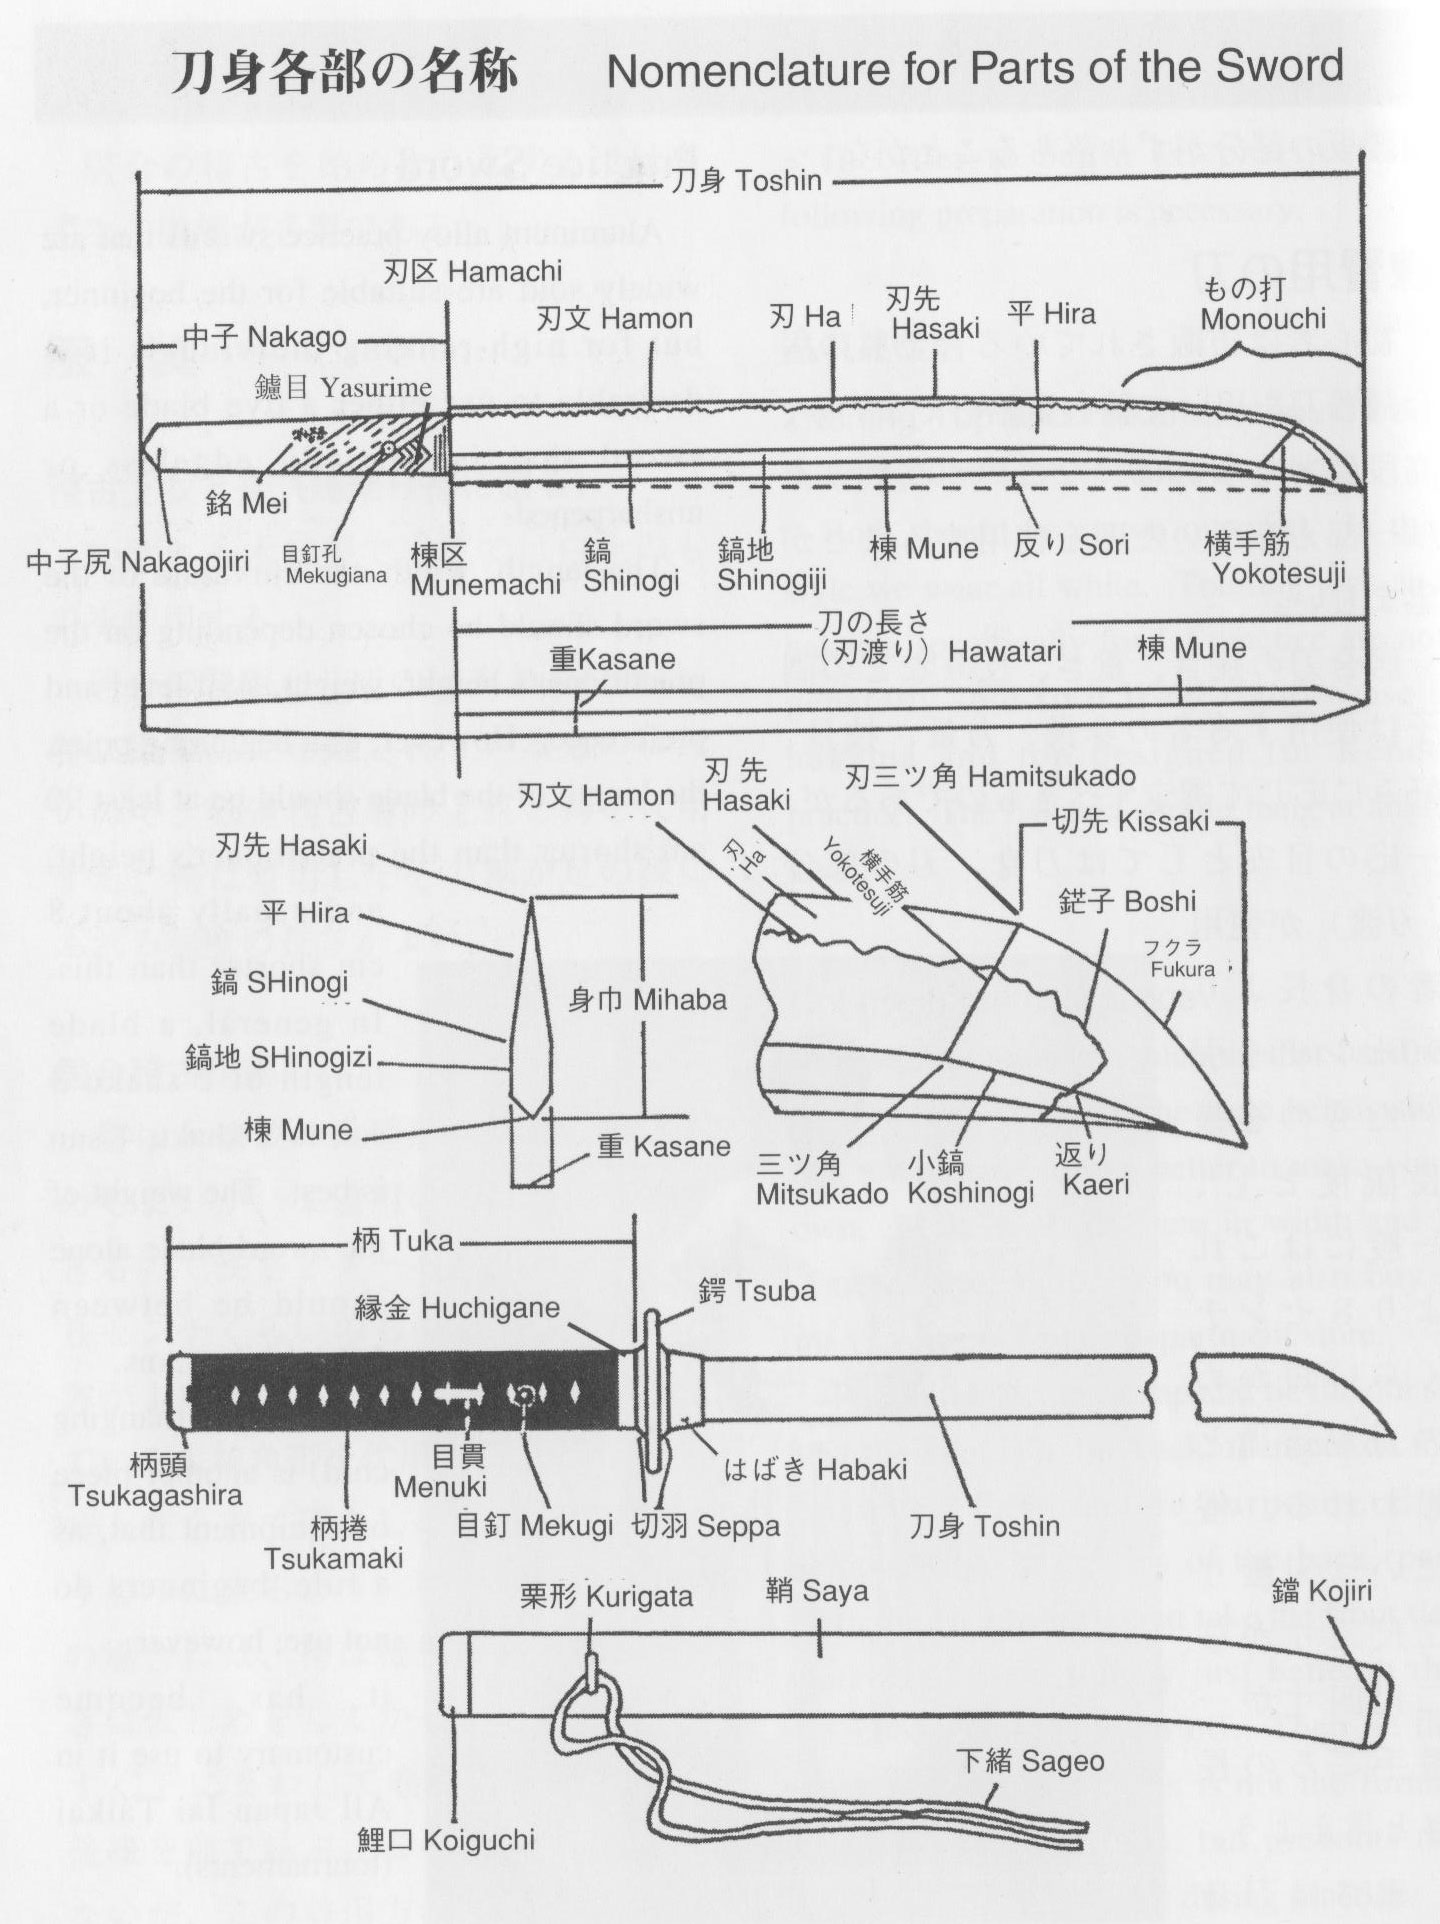 刀身各部の名称 Nomenclature for Parts of the Sword
刀身 Toshin
刃区 Hamachi
中子 Nakago
刃文 Hamon
刃 Ha
刃先
Hasaki
平 Hira
もの打
Monouchi
鑢目 Yasurime
銘 Mei
中子尻 Nakagojiri
目釘孔
Mekugiana
棟区
Munemachi
鎬
Shinogi
鎬地
Shinogiji
棟 Mune
反り Sori
横手筋
Yokotesuji
刀の長さ
（刃渡り）Hawatari
重Kasane
棟 Mune
刃先 Hasaki
平 Hira
鎬 SHinogi
鎬地 SHinogizi
棟 Mune
身巾 Mihaba
重 Kasane
刃文 Hamon
刃先
Hasaki
刃三ツ角 Hamitsukado
切先 Kissaki
刃
Ha
横手筋
Yokotesuji
鋩子 Boshi
フクラ
Fukura
三ツ角
Mitsukado
小鎬
Koshinogi
返り
Kaeri
柄 Tuka
縁金 Huchigane
鍔 Tsuba
柄頭
Tsukagashira
柄捲
Tsukamaki
目貫
Menuki
目釘 Mekugi
切羽 Seppa
はばき Habaki
刀身 Toshin
栗形 Kurigata
鞘 Saya
鐺 Kojiri
下緒 Sageo
鯉口 Koiguchi